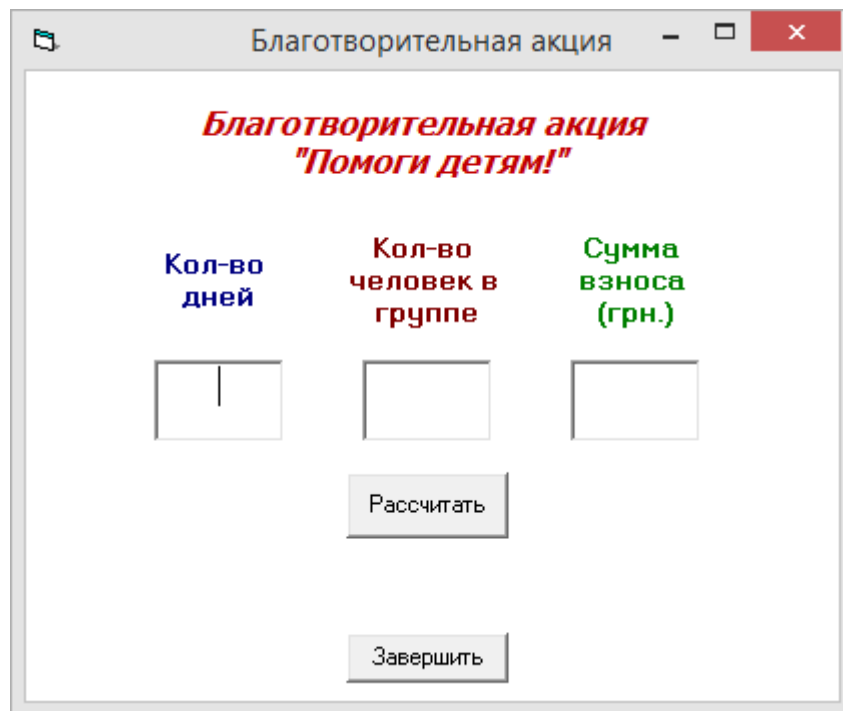 Благотворительная акция
Благотворительная акция
"Помоги детям!"
Кол-во
дней
Кол-во
человек в
группе
Сумма
взноса
(грн.)
Рассчитать
Завершить